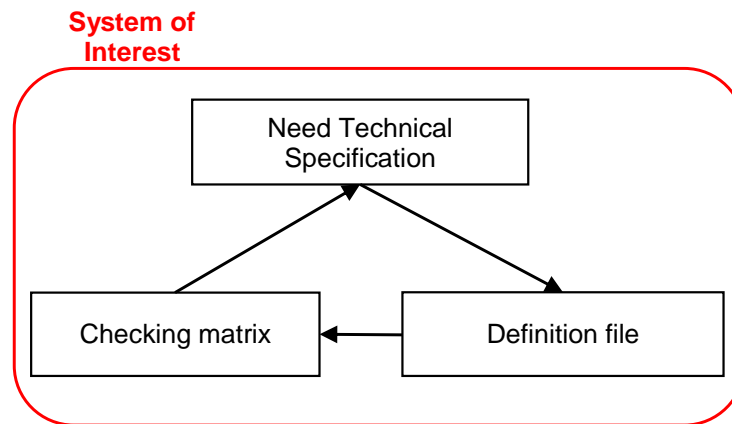 System of
Interest
Need Technical
Specification
Checking matrix
Definition file